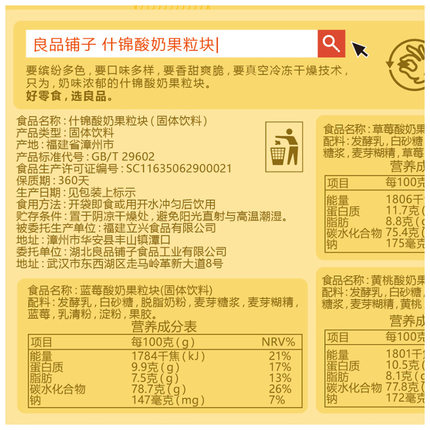 良品铺子 什锦酸奶果粒块
要缤纷多色,要口味多样,要香甜爽脆,要真空冷冻干燥技术,
只为,奶味浓郁的什锦酸奶果粒块。
好零食,选良品。
食品名称:什锦酸奶果粒块(固体饮料)
产品类型:固体饮料
产地:福建省漳州市
产品标准代号:GB/T 29602
食品生产许可证编号:SC11635062900021
保质期:360天
生产日期:见包装上标示
食用方法:开袋即食或用开水冲匀后饮用
贮存条件:置于阴凉干燥处,避免阳光直射与高温潮湿。
被委托生产单位:福建立兴食品有限公司
地址:漳州市华安县丰山镇潭口
委托单位:湖北良品铺子食品工业有限公司
地址:武汉市东西湖区走马岭革新大道8号
食品名称:蓝莓酸奶果粒块(固体饮料)
配料:发酵乳,白砂糖,脱脂奶粉,麦芽糖浆,麦芽糊精,
蓝莓,乳清粉,淀粉,果胶。
营养成分表
项目 每100克(g) NRV%
能量 1784千焦(kJ) 21%
蛋白质 9.9克(g) 17%
脂肪 7.5克(g) 13%
碳水化合物 78.7克(g) 26%
钠 147毫克(mg) 7%
食品名称:草莓酸奶果
配料:发酵乳,白砂糖
糖浆,麦芽糊精,草莓
营养成
项目 每100克
能量 1806千
蛋白质 11.7克(
脂肪 8.8克(g
碳水化合物 75.4克(
钠 175毫克
食品名称:黄桃酸奶果
配料:发酵乳,白砂糖
糖浆,麦芽糊精,黄桃
营养成
项目 每100克
能量 1801千焦
蛋白质 10.5克(
脂肪 8.1克(g
碳水化合物 77.8克(
钠 172毫克